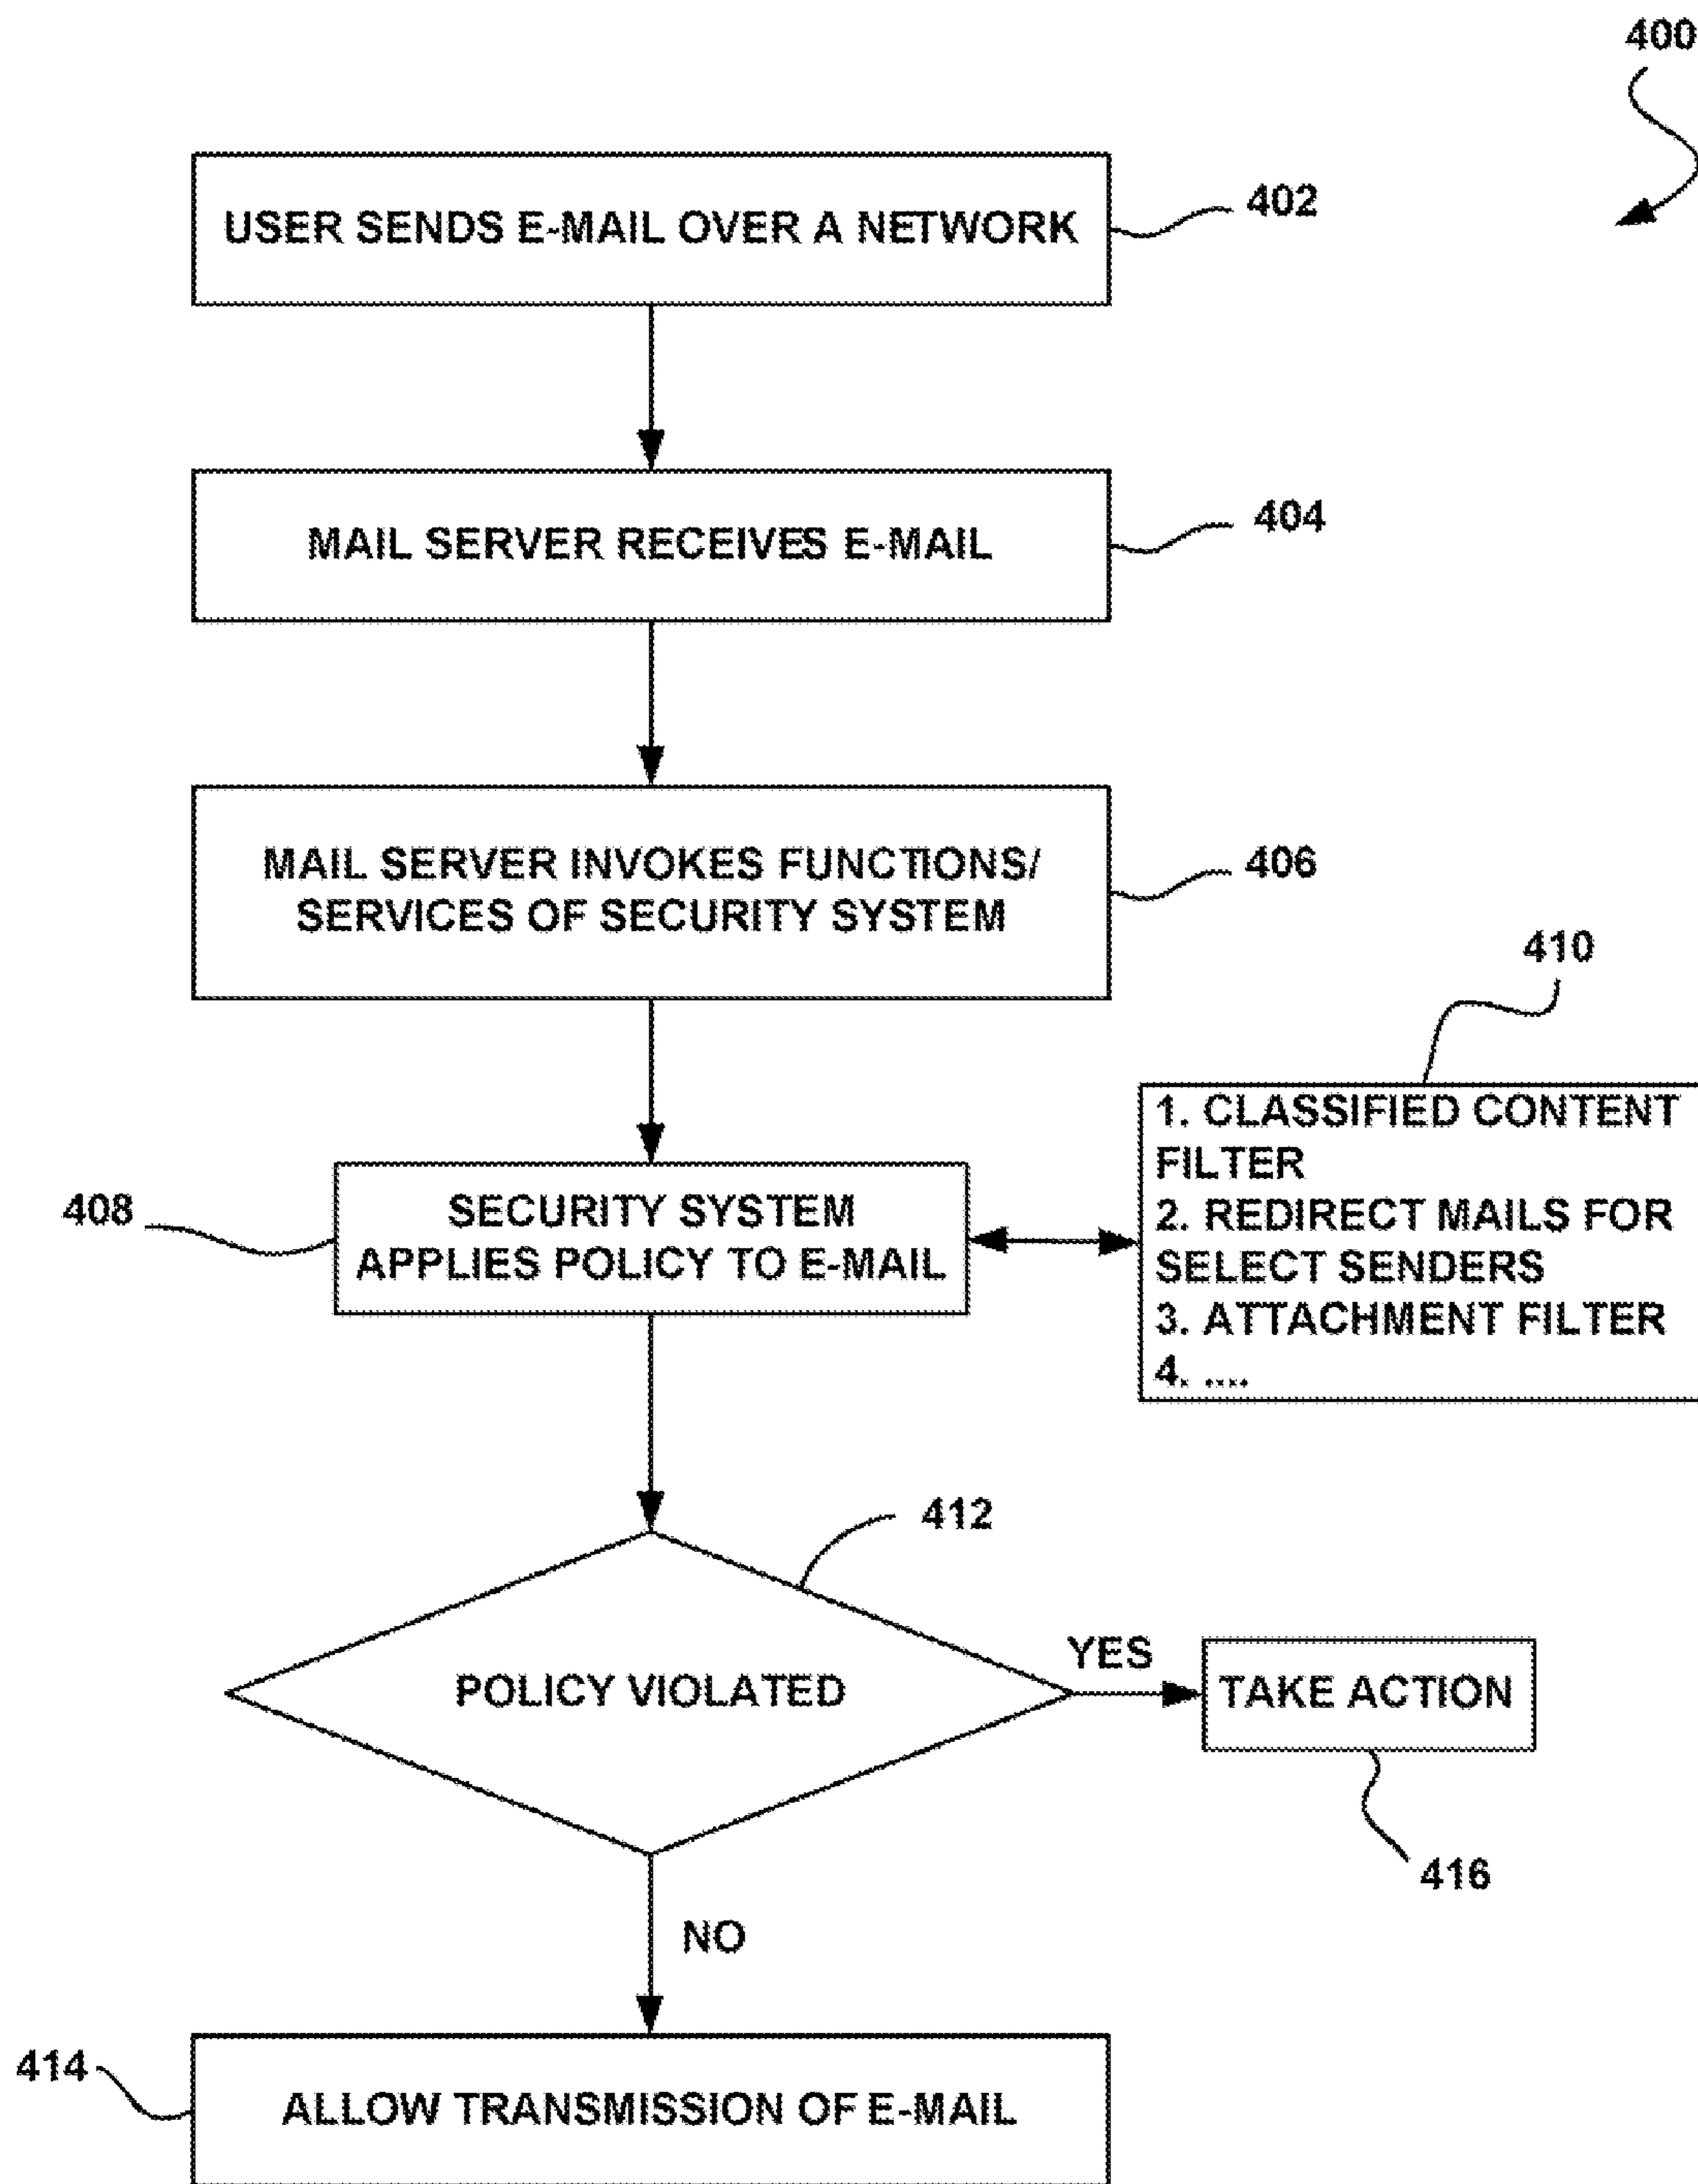 400
USER SENDS E-MAIL OVER A NETWORK
402
MAIL SERVER RECEIVES E-MAIL
404
MAIL SERVER INVOKES FUNCTIONS/
SERVICES OF SECURITY SYSTEM
406
410
1. CLASSIFIED CONTENT
FILTER
2. REDIRECT MAILS FOR
SELECT SENDERS
3. ATTACHMENT FILTER
4. ....
408
SECURITY SYSTEM
APPLIES POLICY TO E-MAIL
412
POLICY VIOLATED
YES
TAKE ACTION
416
NO
414
ALLOW TRANSMISSION OF E-MAIL